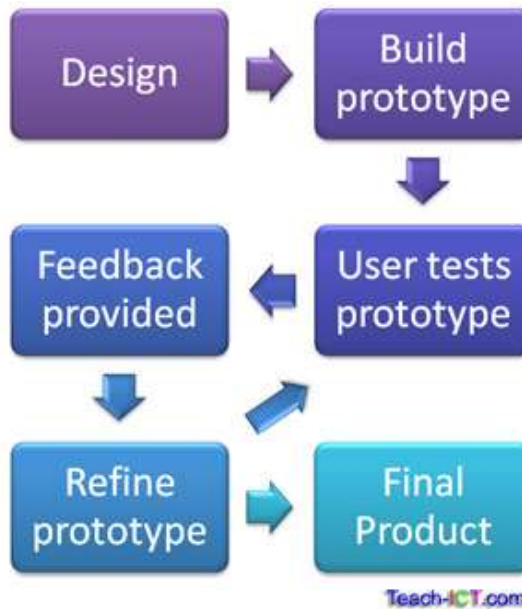 Design
Build
prototype
User tests
prototype
Feedback
provided
Refine
prototype
Final
Product
Teach-ICT.com